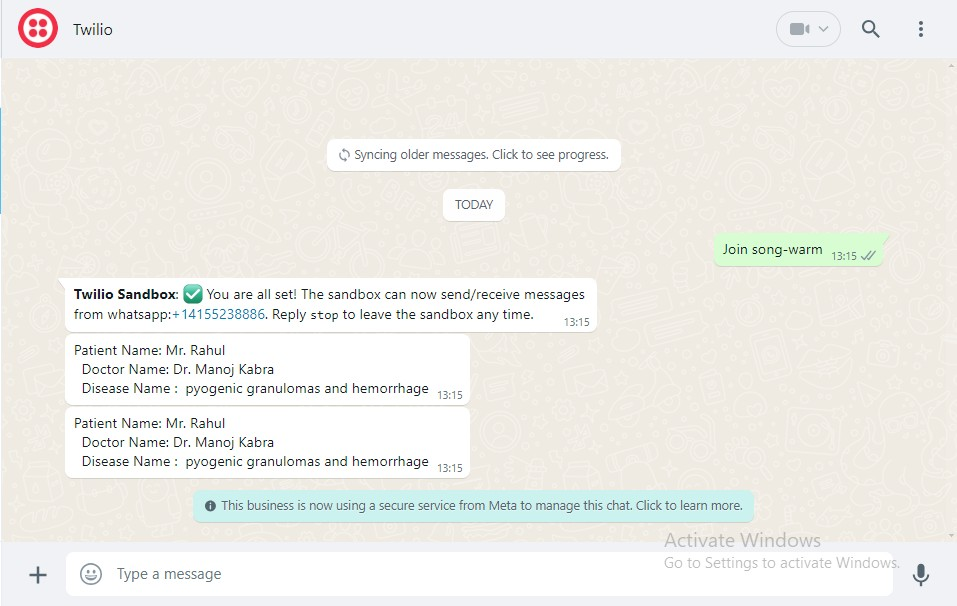 Twilio
Syncing older messages. Click to see progress.
TODAY
Join song-warm 13:15
Twilio Sandbox: ✅ You are all set! The sandbox can now send/receive messages
from whatsapp:+14155238886. Reply stop to leave the sandbox any time. 13:15
Patient Name: Mr. Rahul
Doctor Name: Dr. Manoj Kabra
Disease Name : pyogenic granulomas and hemorrhage 13:15
Patient Name: Mr. Rahul
Doctor Name: Dr. Manoj Kabra
Disease Name : pyogenic granulomas and hemorrhage 13:15
This business is now using a secure service from Meta to manage this chat. Click to learn more.
Activate Windows
Go to Settings to activate Windows.
Type a message